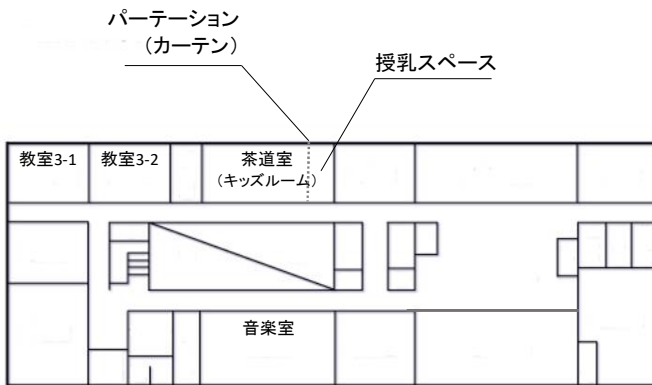 パーテーション
（カーテン）
授乳スペース
教室3-1
教室3-2
茶道室
（キッズルーム）
音楽室